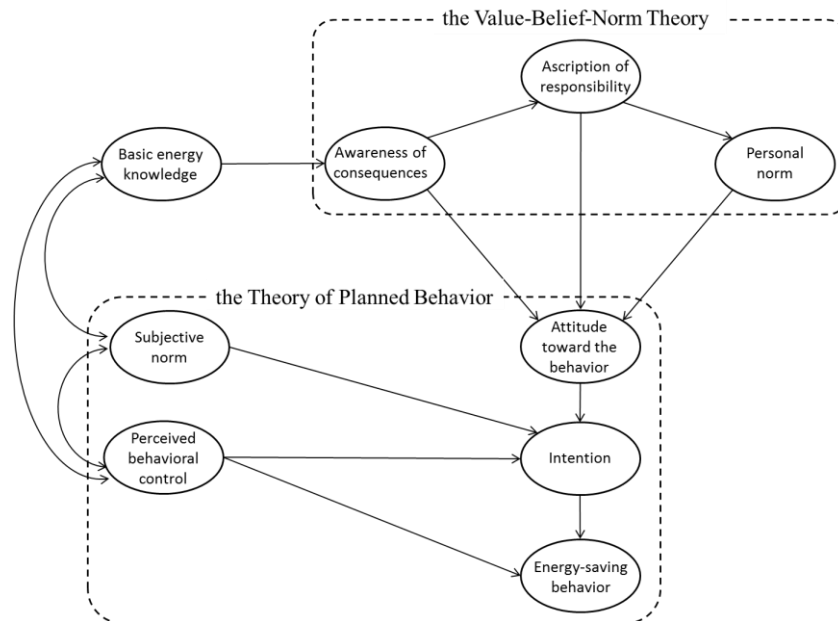 the Value-Belief-Norm Theory
Ascription of
responsibility
Basic energy
knowledge
Awareness of
consequences
Personal
norm
the Theory of Planned Behavior
Subjective
norm
Attitude
toward the
behavior
Perceived
behavioral
control
Intention
Energy-saving
behavior